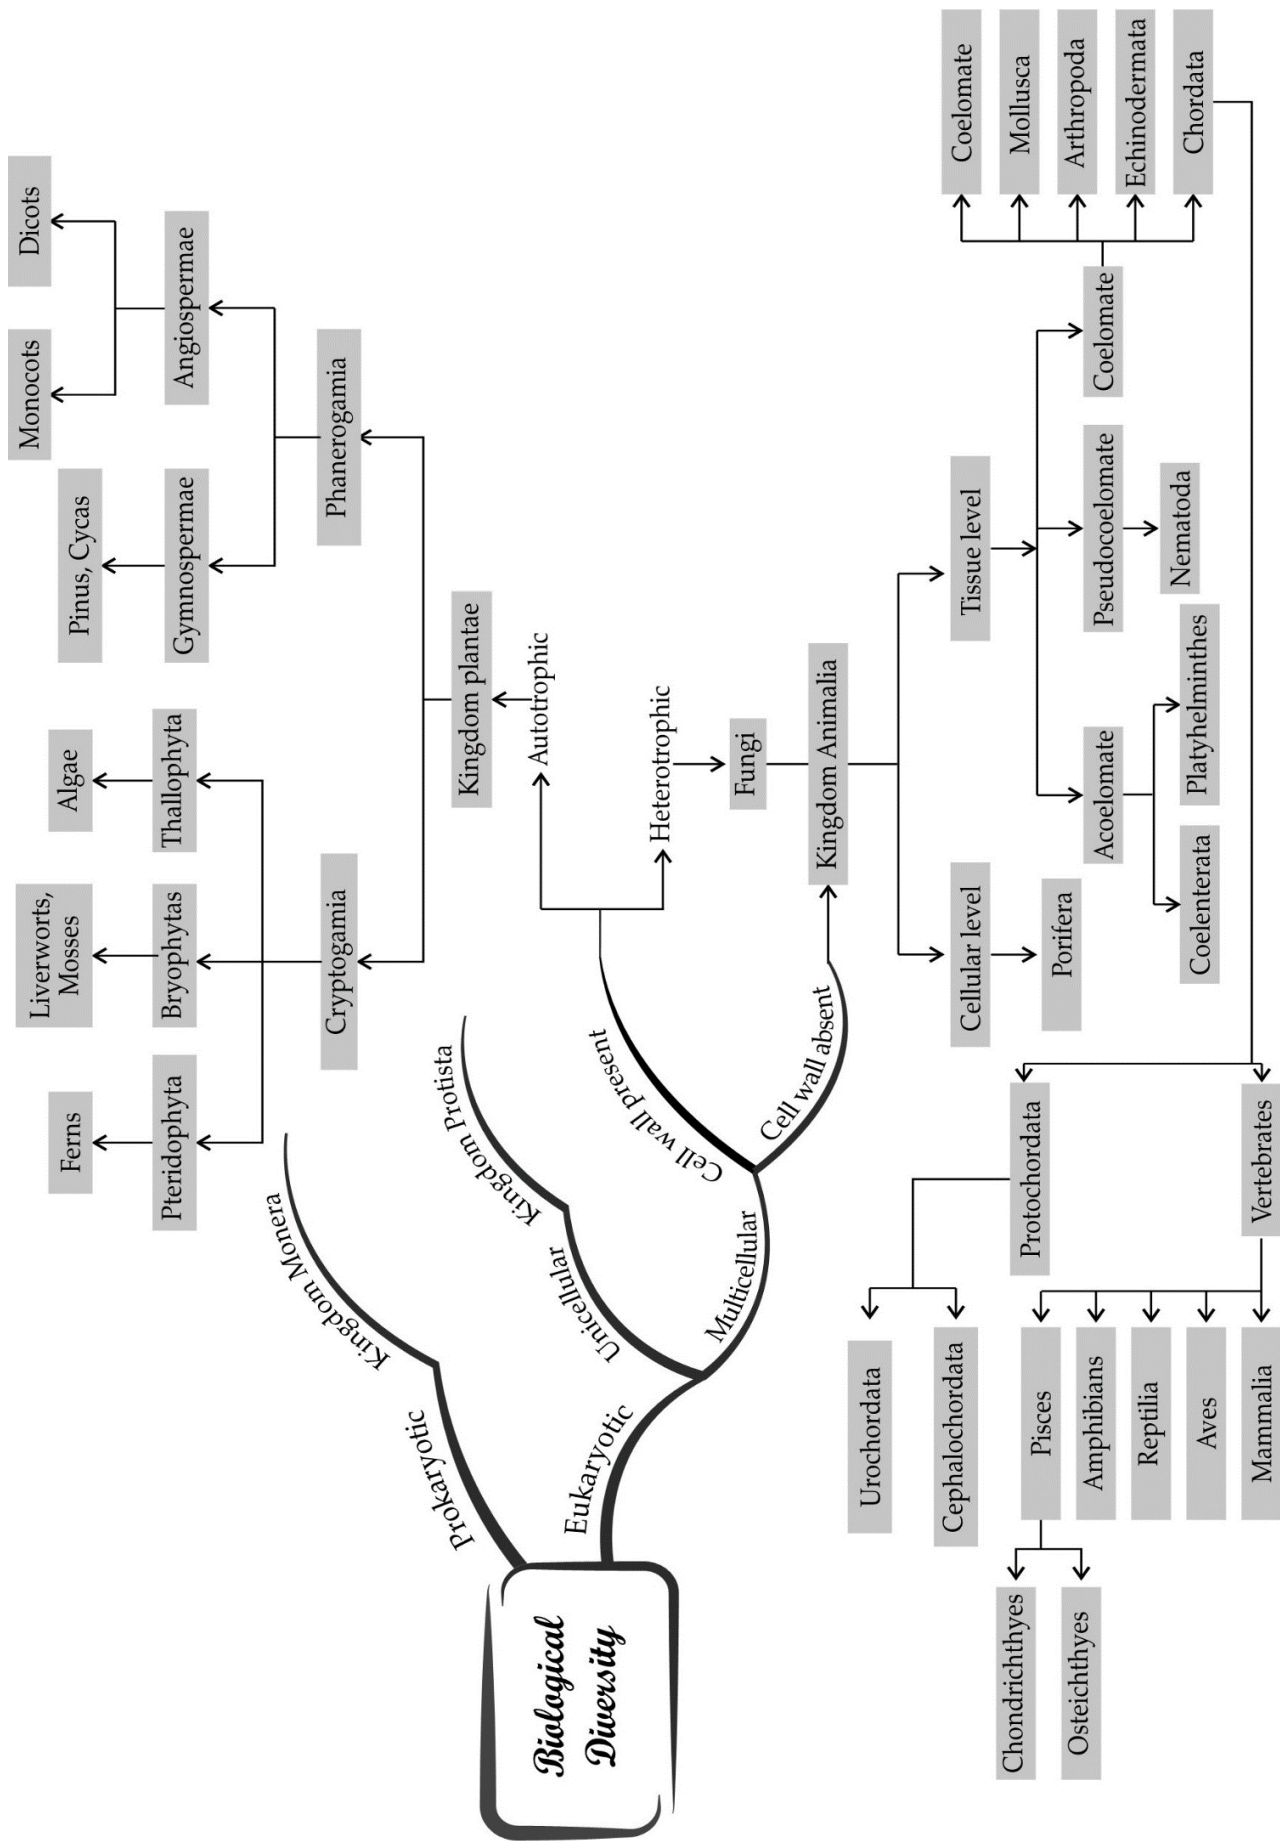 Biological
Diversity
Prokaryotic
Kingdom Monera
Eukaryotic
Unicellular
Kingdom Protista
Multicellular
Cell wall present
Cell wall absent
Autotrophic
Heterotrophic
Kingdom plantae
Cryptogamia
Pteridophyta
Ferns
Bryophytas
Liverworts,
Mosses
Thallophyta
Algae
Phanerogamia
Gymnospermae
Pinus, Cycas
Angiospermae
Monocots
Dicots
Fungi
Kingdom Animalia
Cellular level
Porifera
Tissue level
Acoelomate
Coelenterata
Platyhelminthes
Pseudocoelomate
Nematoda
Coelomate
Coelomate
Mollusca
Arthropoda
Echinodermata
Chordata
Protochordata
Urochordata
Cephalochordata
Vertebrates
Pisces
Amphibians
Reptilia
Aves
Mammalia
Chondrichthyes
Osteichthyes